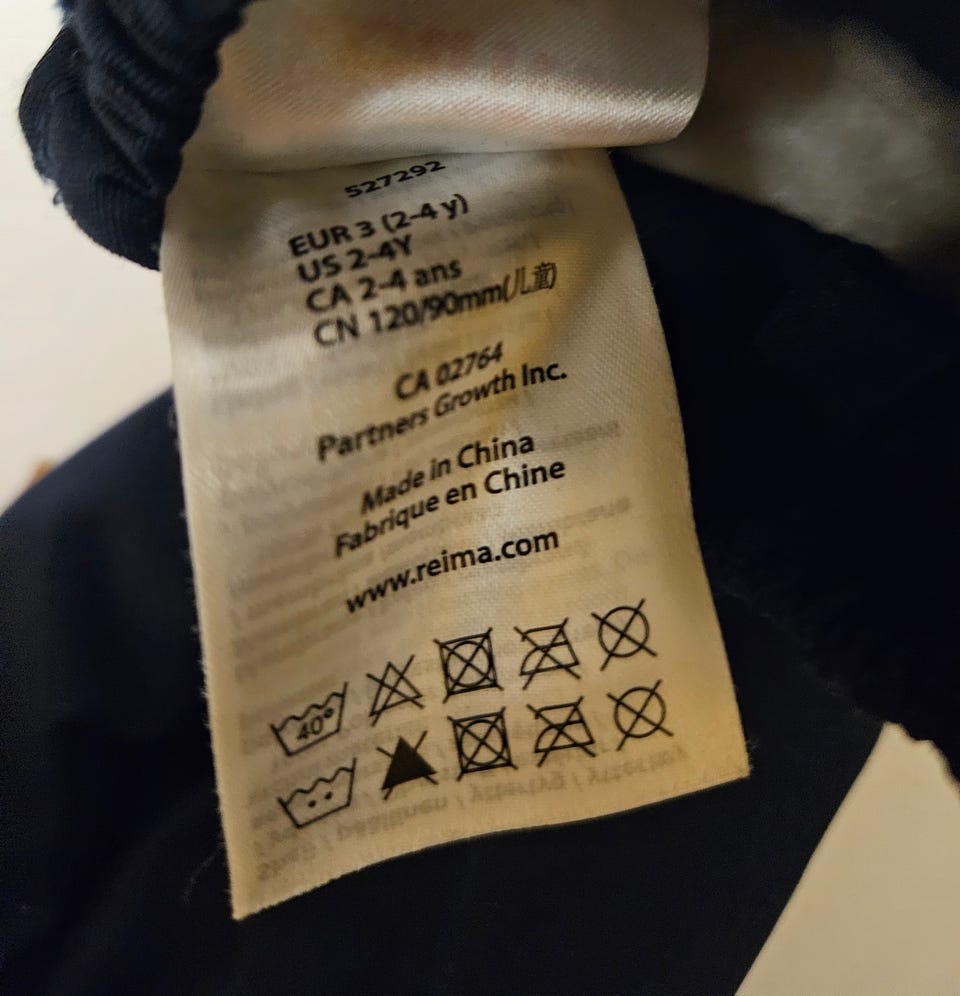 527292
EUR 3 (2-4 y)
US 2-4Y
CA 2-4 ans
CN 120/90mm(儿童)
CA 02764
Partners Growth Inc.
Made in China
Fabrique en Chine
www.reima.com
40°